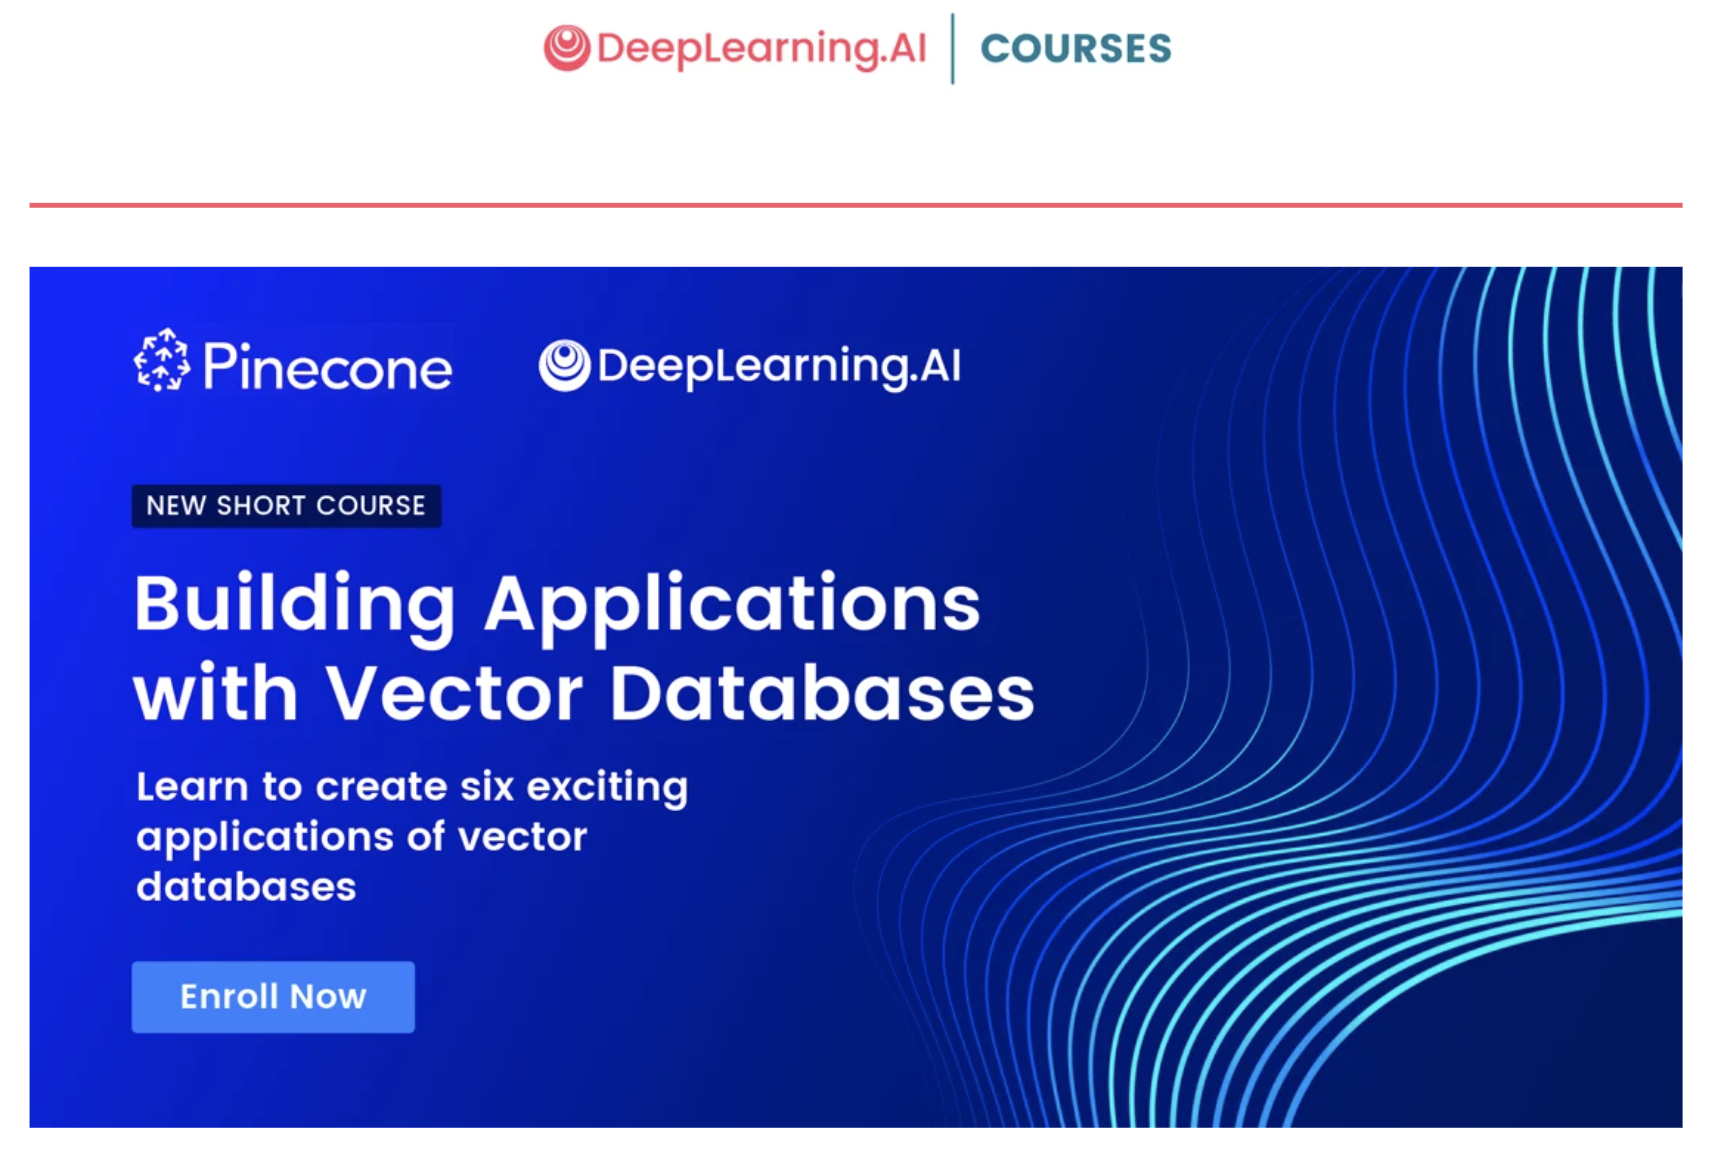 DeepLearning.AI | COURSES
Pinecone DeepLearning.AI
NEW SHORT COURSE
Building Applications
with Vector Databases
Learn to create six exciting
applications of vector
databases
Enroll Now